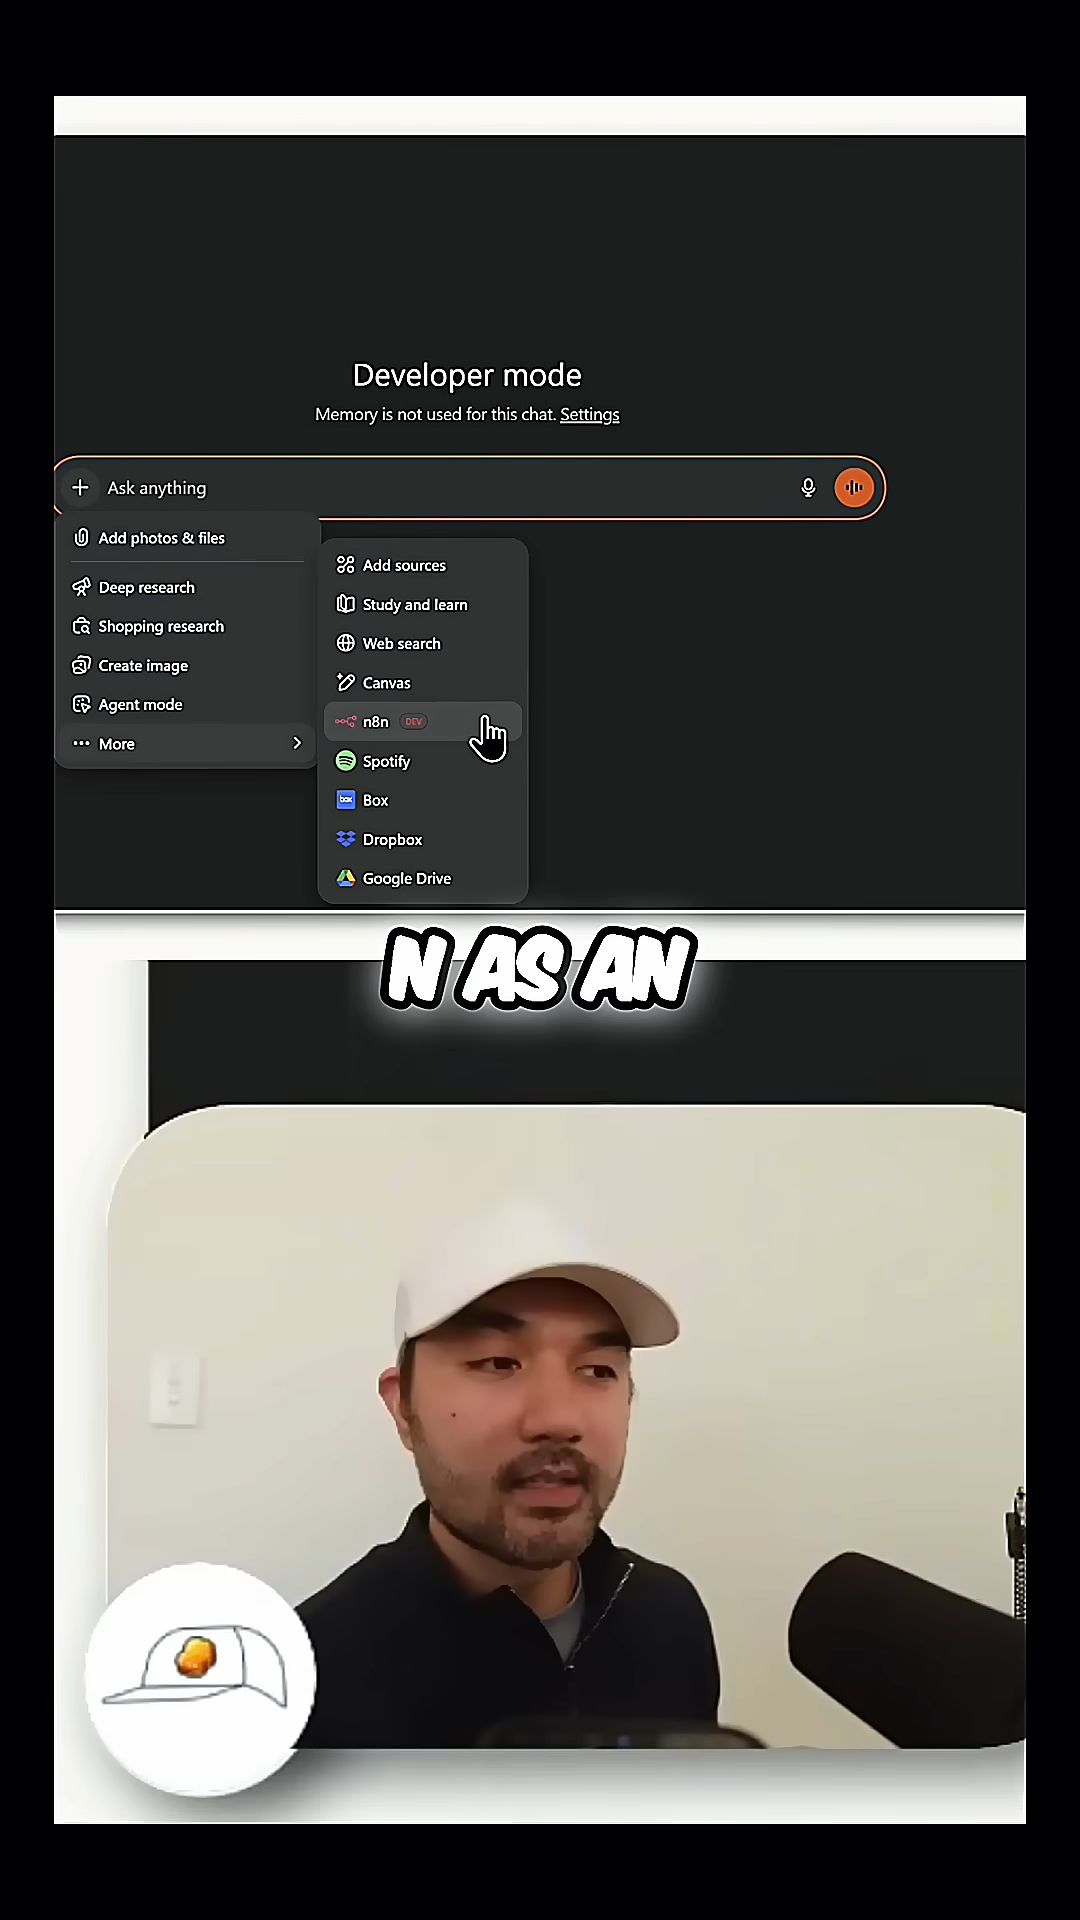 Developer mode
Memory is not used for this chat. Settings
Ask anything
Add photos & files
Deep research
Shopping research
Create image
Agent mode
More
Add sources
Study and learn
Web search
Canvas
n8n DEV
Spotify
box Box
Dropbox
Google Drive
N AS AN